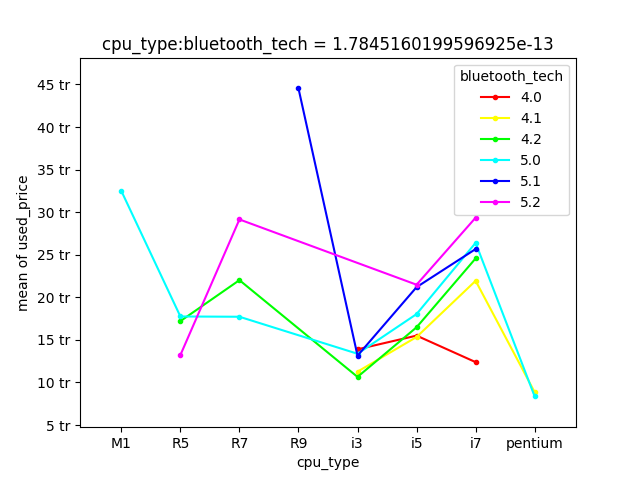 cpu_type:bluetooth_tech = 1.7845160199596925e-13
bluetooth_tech
4.0
4.1
4.2
5.0
5.1
5.2
45 tr
40 tr
35 tr
30 tr
25 tr
20 tr
15 tr
10 tr
5 tr
mean of used_price
M1 R5 R7 R9 i3 i5 i7 pentium
cpu_type